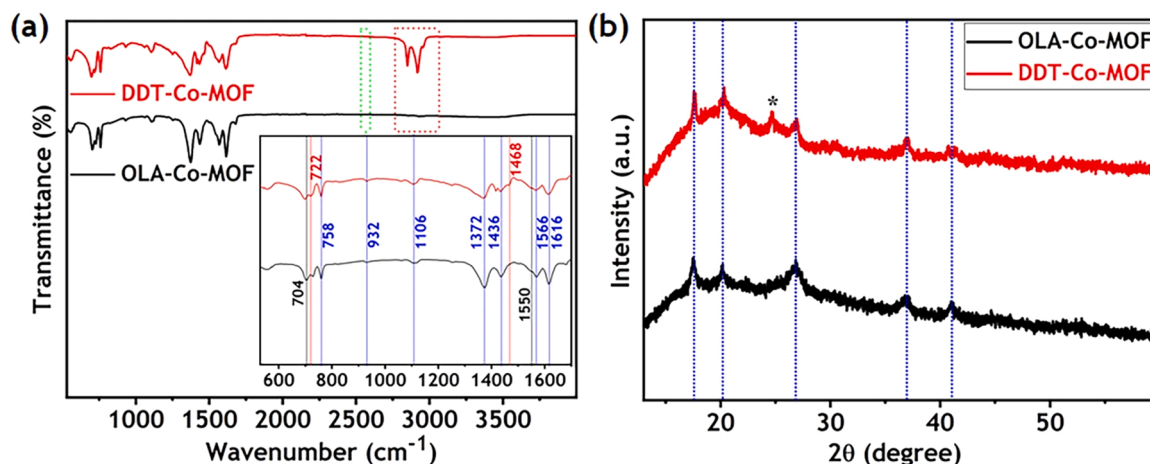 (a)
Transmittance (%)
DDT-Co-MOF
OLA-Co-MOF
722
1468
758
932
1106
1372
1436
1566
1616
704
1550
600 800 1000 1200 1400 1600
1000 1500 2000 2500 3000 3500
Wavenumber (cm⁻¹)
(b)
Intensity (a.u.)
OLA-Co-MOF
DDT-Co-MOF
*
20 30 40 50
2θ (degree)